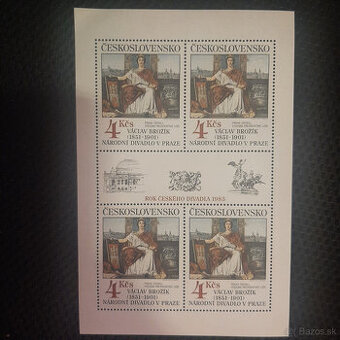 ČESKOSLOVENSKO ČESKOSLOVENSKO
4 Kčs 4 Kčs
VÁCLAV BROŽÍK VÁCLAV BROŽÍK
(1851-1901) (1851-1901)
NÁRODNÍ DIVADLO V PRAZE NÁRODNÍ DIVADLO V PRAZE
ROK ČESKÉHO DIVADLA 1983
ČESKOSLOVENSKO ČESKOSLOVENSKO
4 Kčs 4 Kčs
VÁCLAV BROŽÍK VÁCLAV BROŽÍK
(1851-1901) (1851-1901)
NÁRODNÍ DIVADLO V PRAZE NÁRODNÍ DIVADLO V PRAZE
Bazos.sk